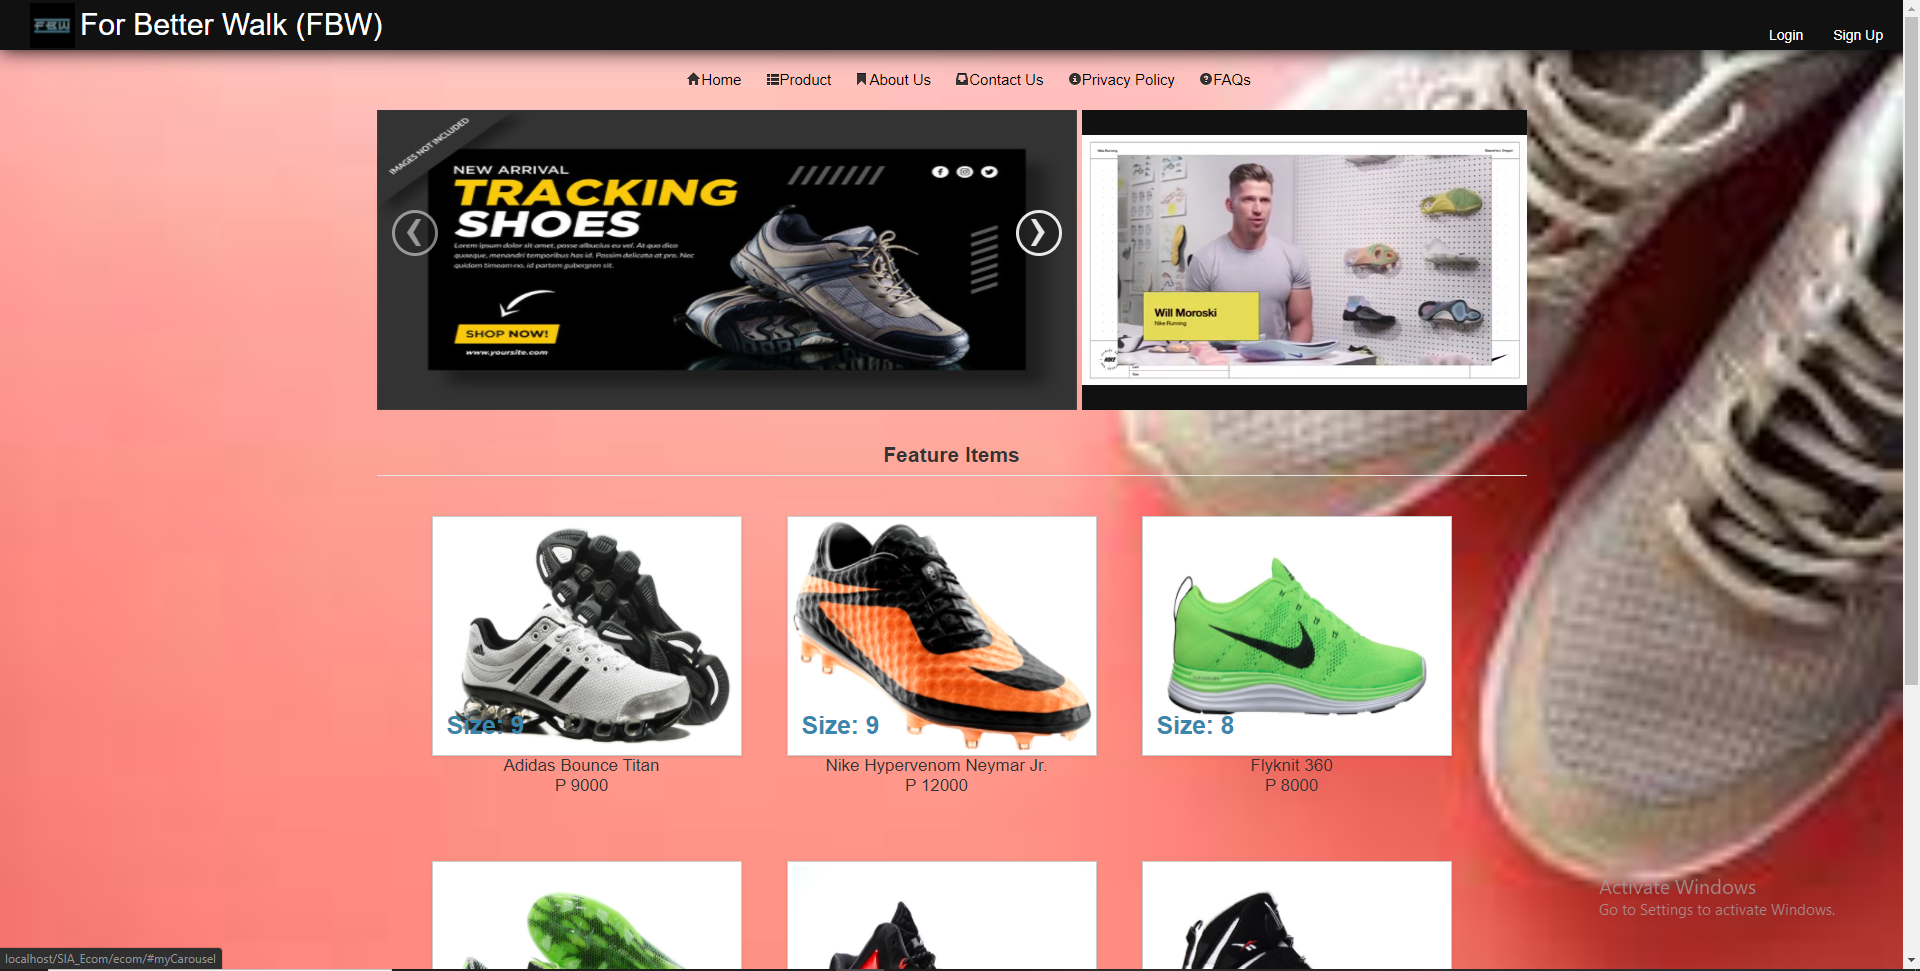 FBW For Better Walk (FBW)
Login Sign Up
Home Product About Us Contact Us Privacy Policy FAQs
IMAGES NOT INCLUDED
NEW ARRIVAL
TRACKING
SHOES
Lorem ipsum dolor sit amet, posse albucius eu vel. At quo dico
quaeque, menandri temporibus has id. Possim delicata at pro. Nec
quidam timeam no, id partem gubergren sit.
SHOP NOW!
www.yoursite.com
Nike Running
Will Moroski
Nike Running
NIKE
Feature Items
Size: 9
Adidas Bounce Titan
P 9000
Size: 9
Nike Hypervenom Neymar Jr.
P 12000
Size: 8
Flyknit 360
P 8000
Activate Windows
Go to Settings to activate Windows.
localhost/SIA_Ecom/ecom/#myCarousel